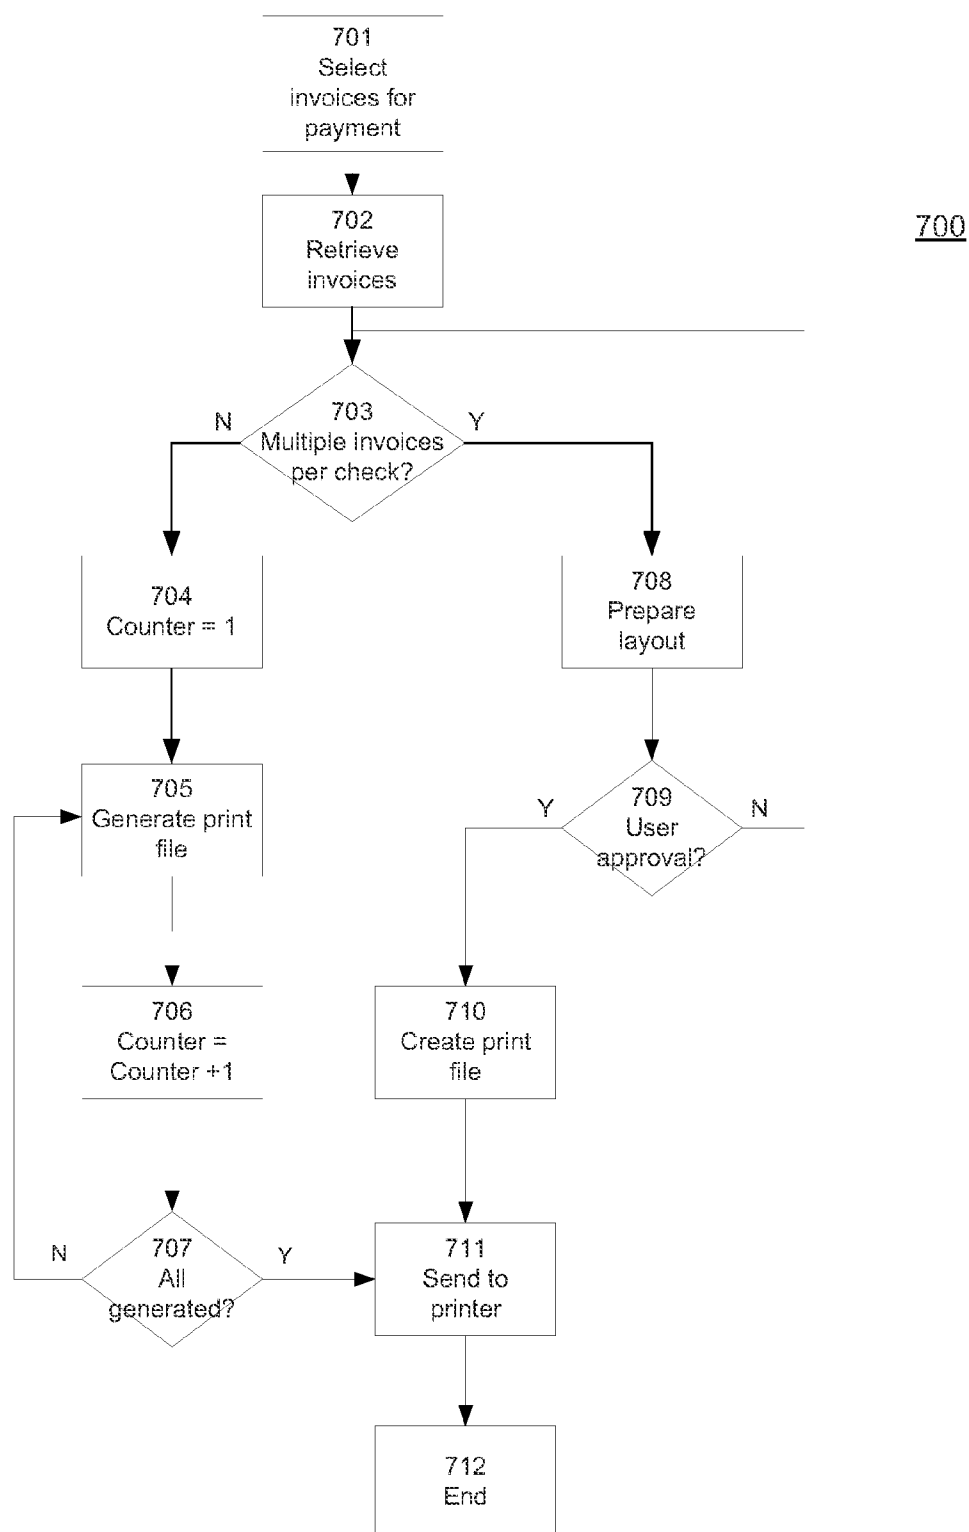 701
Select
invoices for
payment
702
Retrieve
invoices
700
703
Multiple invoices
per check?
N
Y
704
Counter = 1
708
Prepare
layout
705
Generate print
file
709
User
approval?
Y
N
706
Counter =
Counter +1
710
Create print
file
707
All
generated?
N
Y
711
Send to
printer
712
End